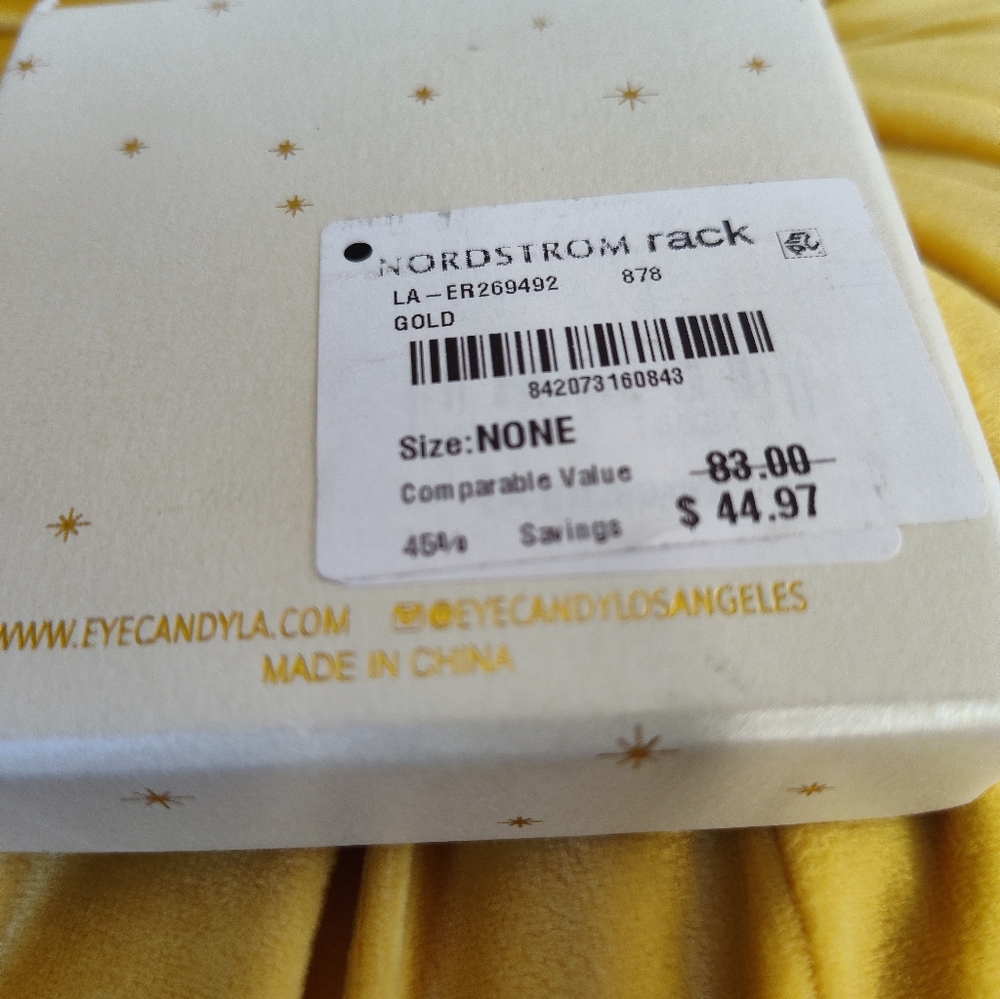 NORDSTROM rack
LA-ER269492 878
GOLD
842073160843
Size:NONE
Comparable Value 83.00
$ 44.97
45% Savings
WWW.EYECANDYLA.COM @EYECANDYLOSANGELES
MADE IN CHINA